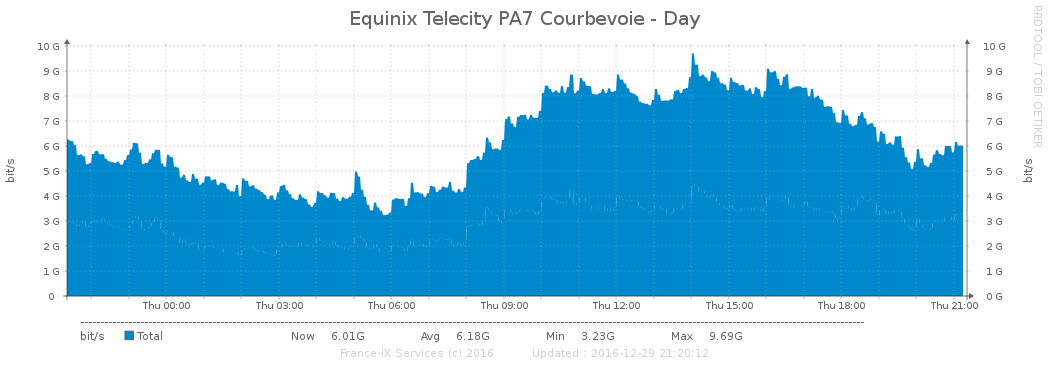 Equinix Telecity PA7 Courbevoie - Day
RRDTOOL / TOBI OETIKER
10 G 10 G
9 G 9 G
8 G 8 G
7 G 7 G
6 G 6 G
5 G 5 G
4 G 4 G
3 G 3 G
2 G 2 G
1 G 1 G
0 0 G
bit/s
bit/s
Thu 00:00 Thu 03:00 Thu 06:00 Thu 09:00 Thu 12:00 Thu 15:00 Thu 18:00 Thu 21:00
bit/s Total Now 6.01G Avg 6.18G Min 3.23G Max 9.69G
France-IX Services (c) 2016 Updated : 2016-12-29 21:20:12